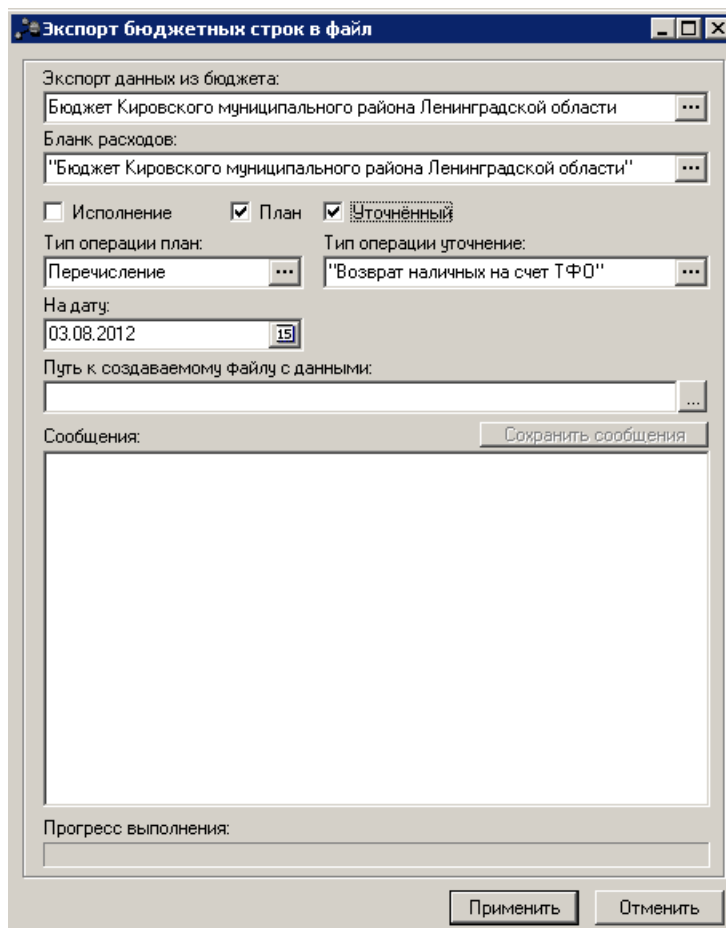 Экспорт бюджетных строк в файл
Экспорт данных из бюджета:
Бюджет Кировского муниципального района Ленинградской области
...
Бланк расходов:
"Бюджет Кировского муниципального района Ленинградской области"
...
Исполнение План Уточнённый
Тип операции план: Тип операции уточнение:
Перечисление ... "Возврат наличных на счет ТФО" ...
На дату:
03.08.2012 15
Путь к создаваемому файлу с данными:
...
Сообщения: Сохранить сообщения
Прогресс выполнения:
Применить Отменить